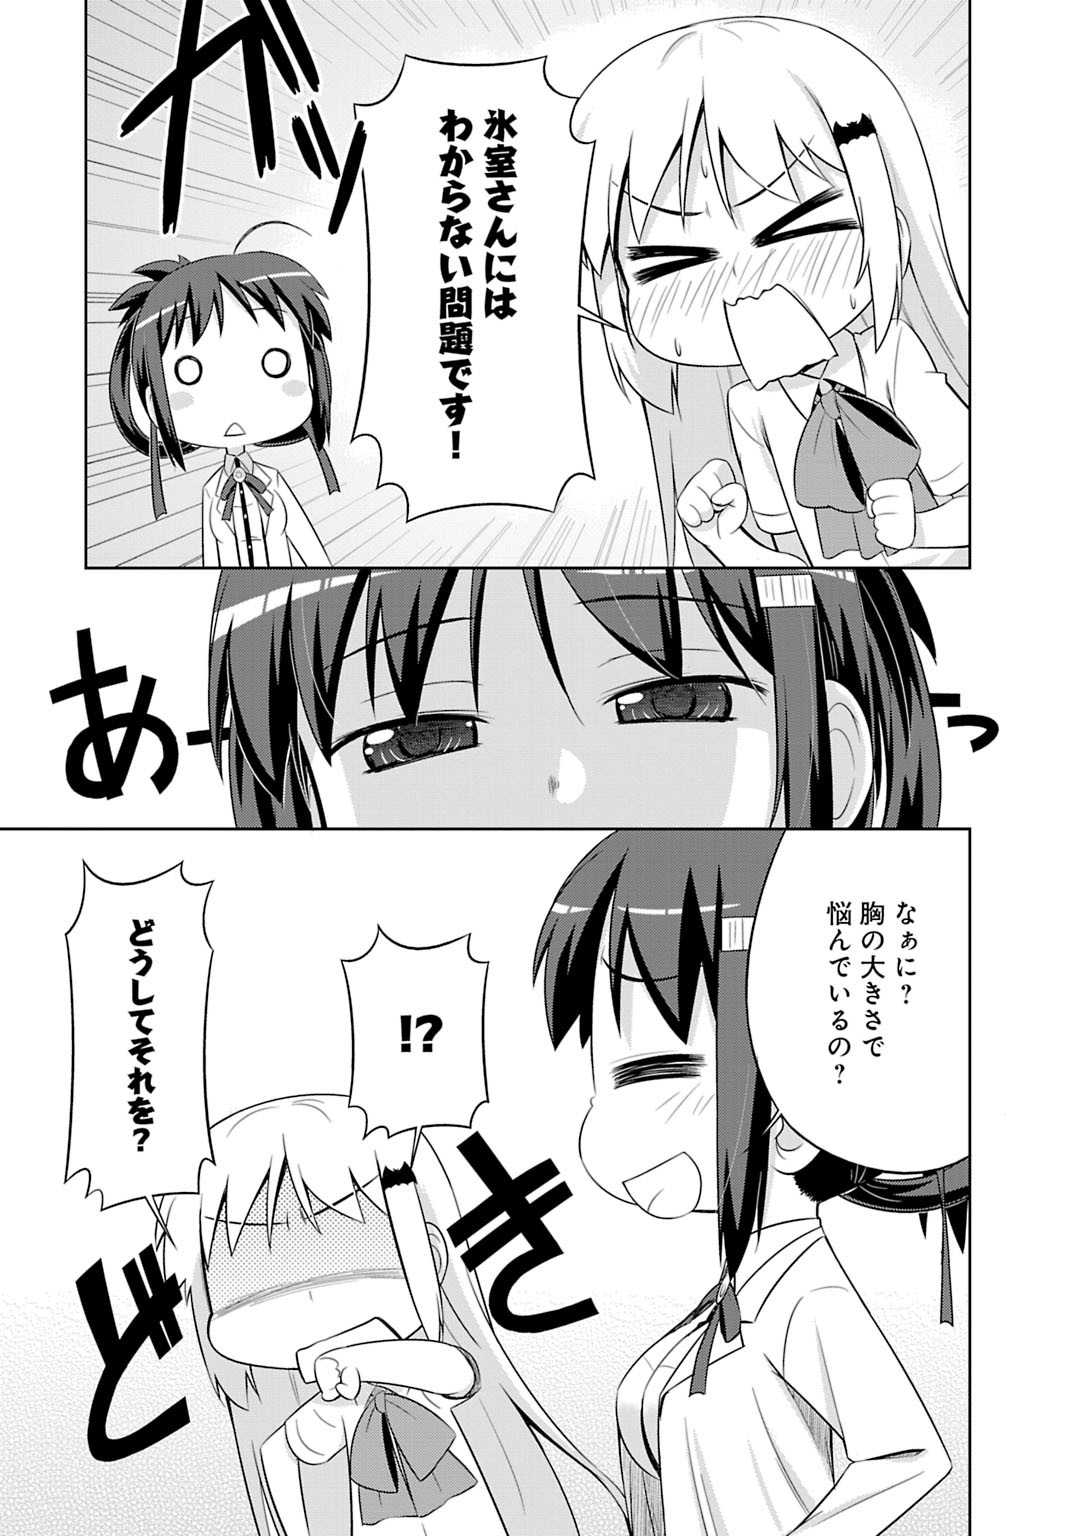 氷室さんには
わからない問題です！
ガッ
あーっ
なぁに？
胸の大きさで
悩んでいるの？
ぎ
!?
どうしてそれを？
ど